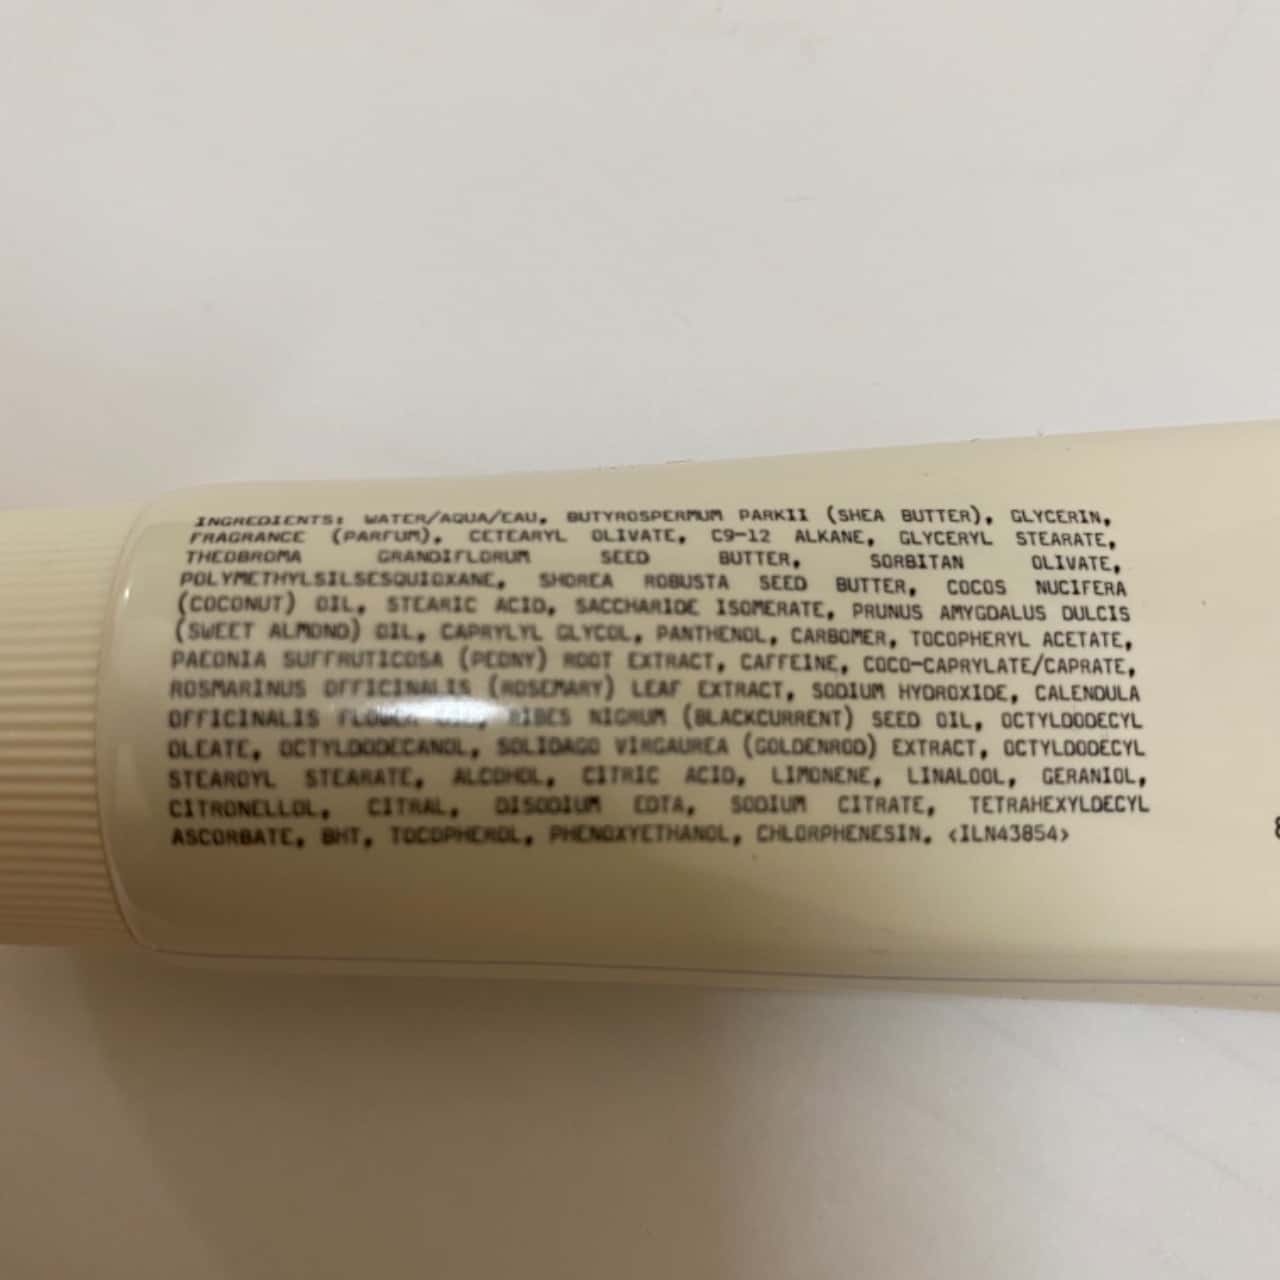 INGREDIENTS: WATER/AQUA/EAU, BUTYROSPERMUM PARKII (SHEA BUTTER), GLYCERIN,
FRAGRANCE (PARFUM), CETEARYL OLIVATE, C9-12 ALKANE, GLYCERYL STEARATE,
THEOBROMA GRANDIFLORUM SEED BUTTER, SORBITAN OLIVATE,
POLYMETHYLSILSESQUIOXANE, SHOREA ROBUSTA SEED BUTTER, COCOS NUCIFERA
(COCONUT) OIL, STEARIC ACID, SACCHARIDE ISOMERATE, PRUNUS AMYGDALUS DULCIS
(SWEET ALMOND) OIL, CAPRYLYL GLYCOL, PANTHENOL, CARBOMER, TOCOPHERYL ACETATE,
PAEONIA SUFFRUTICOSA (PEONY) ROOT EXTRACT, CAFFEINE, COCO-CAPRYLATE/CAPRATE,
ROSMARINUS OFFICINALIS (ROSEMARY) LEAF EXTRACT, SODIUM HYDROXIDE, CALENDULA
OFFICINALIS FLOWER RIBES NIGRUM (BLACKCURRENT) SEED OIL, OCTYLDODECYL
OLEATE, OCTYLDODECANOL, SOLIDAGO VIRGAUREA (GOLDENROD) EXTRACT, OCTYLDODECYL
STEAROYL STEARATE, ALCOHOL, CITRIC ACID, LIMONENE, LINALOOL, GERANIOL,
CITRONELLOL, CITRAL, DISODIUM EDTA, SODIUM CITRATE, TETRAHEXYLDECYL
ASCORBATE, BHT, TOCOPHEROL, PHENOXYETHANOL, CHLORPHENESIN. <ILN43854>